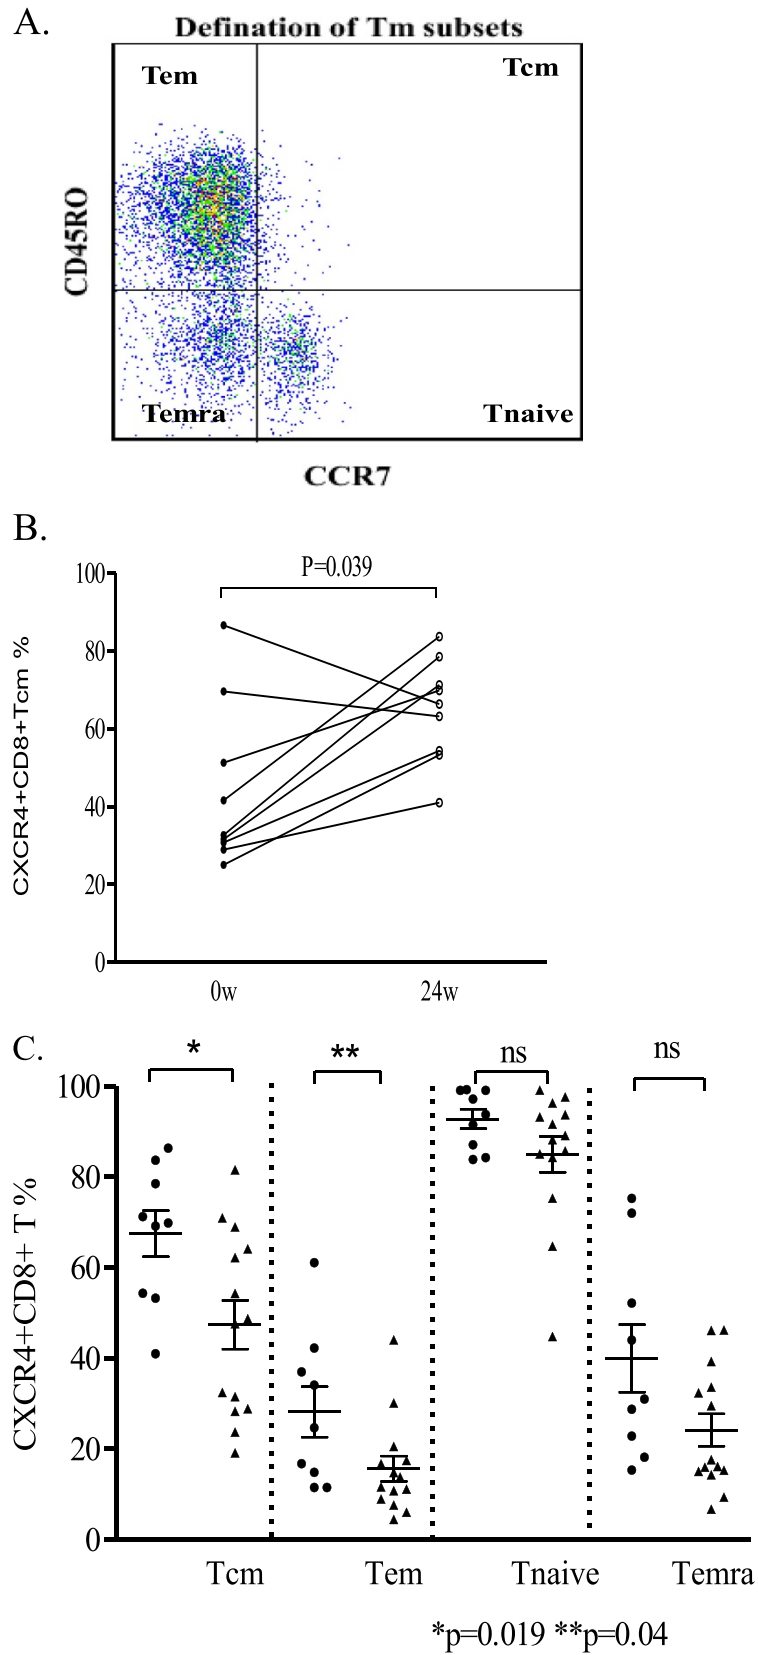 A.
Defination of Tm subsets
Tem
Tcm
CD45RO
Temra
Tnaive
CCR7
B.
P=0.039
CXCR4+CD8+Tcm %
100
80
60
40
20
0
0w
24w
C.
*
**
ns
ns
CXCR4+CD8+ T %
100
80
60
40
20
0
Tcm
Tem
Tnaive
Temra
*p=0.019 **p=0.04